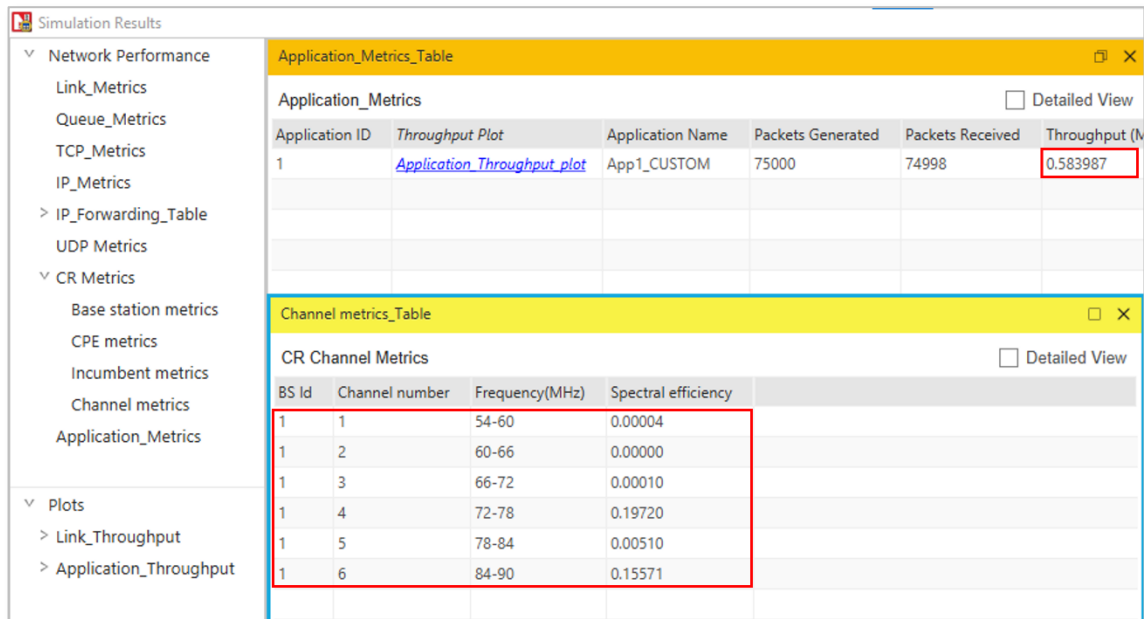 Simulation Results
Network Performance
Link_Metrics
Queue_Metrics
TCP_Metrics
IP_Metrics
IP_Forwarding_Table
UDP Metrics
CR Metrics
Base station metrics
CPE metrics
Incumbent metrics
Channel metrics
Application_Metrics
Plots
Link_Throughput
Application_Throughput
Application_Metrics_Table
Application_Metrics Detailed View
Application ID Throughput Plot Application Name Packets Generated Packets Received Throughput (M
1 Application_Throughput_plot App1_CUSTOM 75000 74998 0.583987
Channel metrics_Table
CR Channel Metrics Detailed View
BS Id Channel number Frequency(MHz) Spectral efficiency
1 1 54-60 0.00004
1 2 60-66 0.00000
1 3 66-72 0.00010
1 4 72-78 0.19720
1 5 78-84 0.00510
1 6 84-90 0.15571